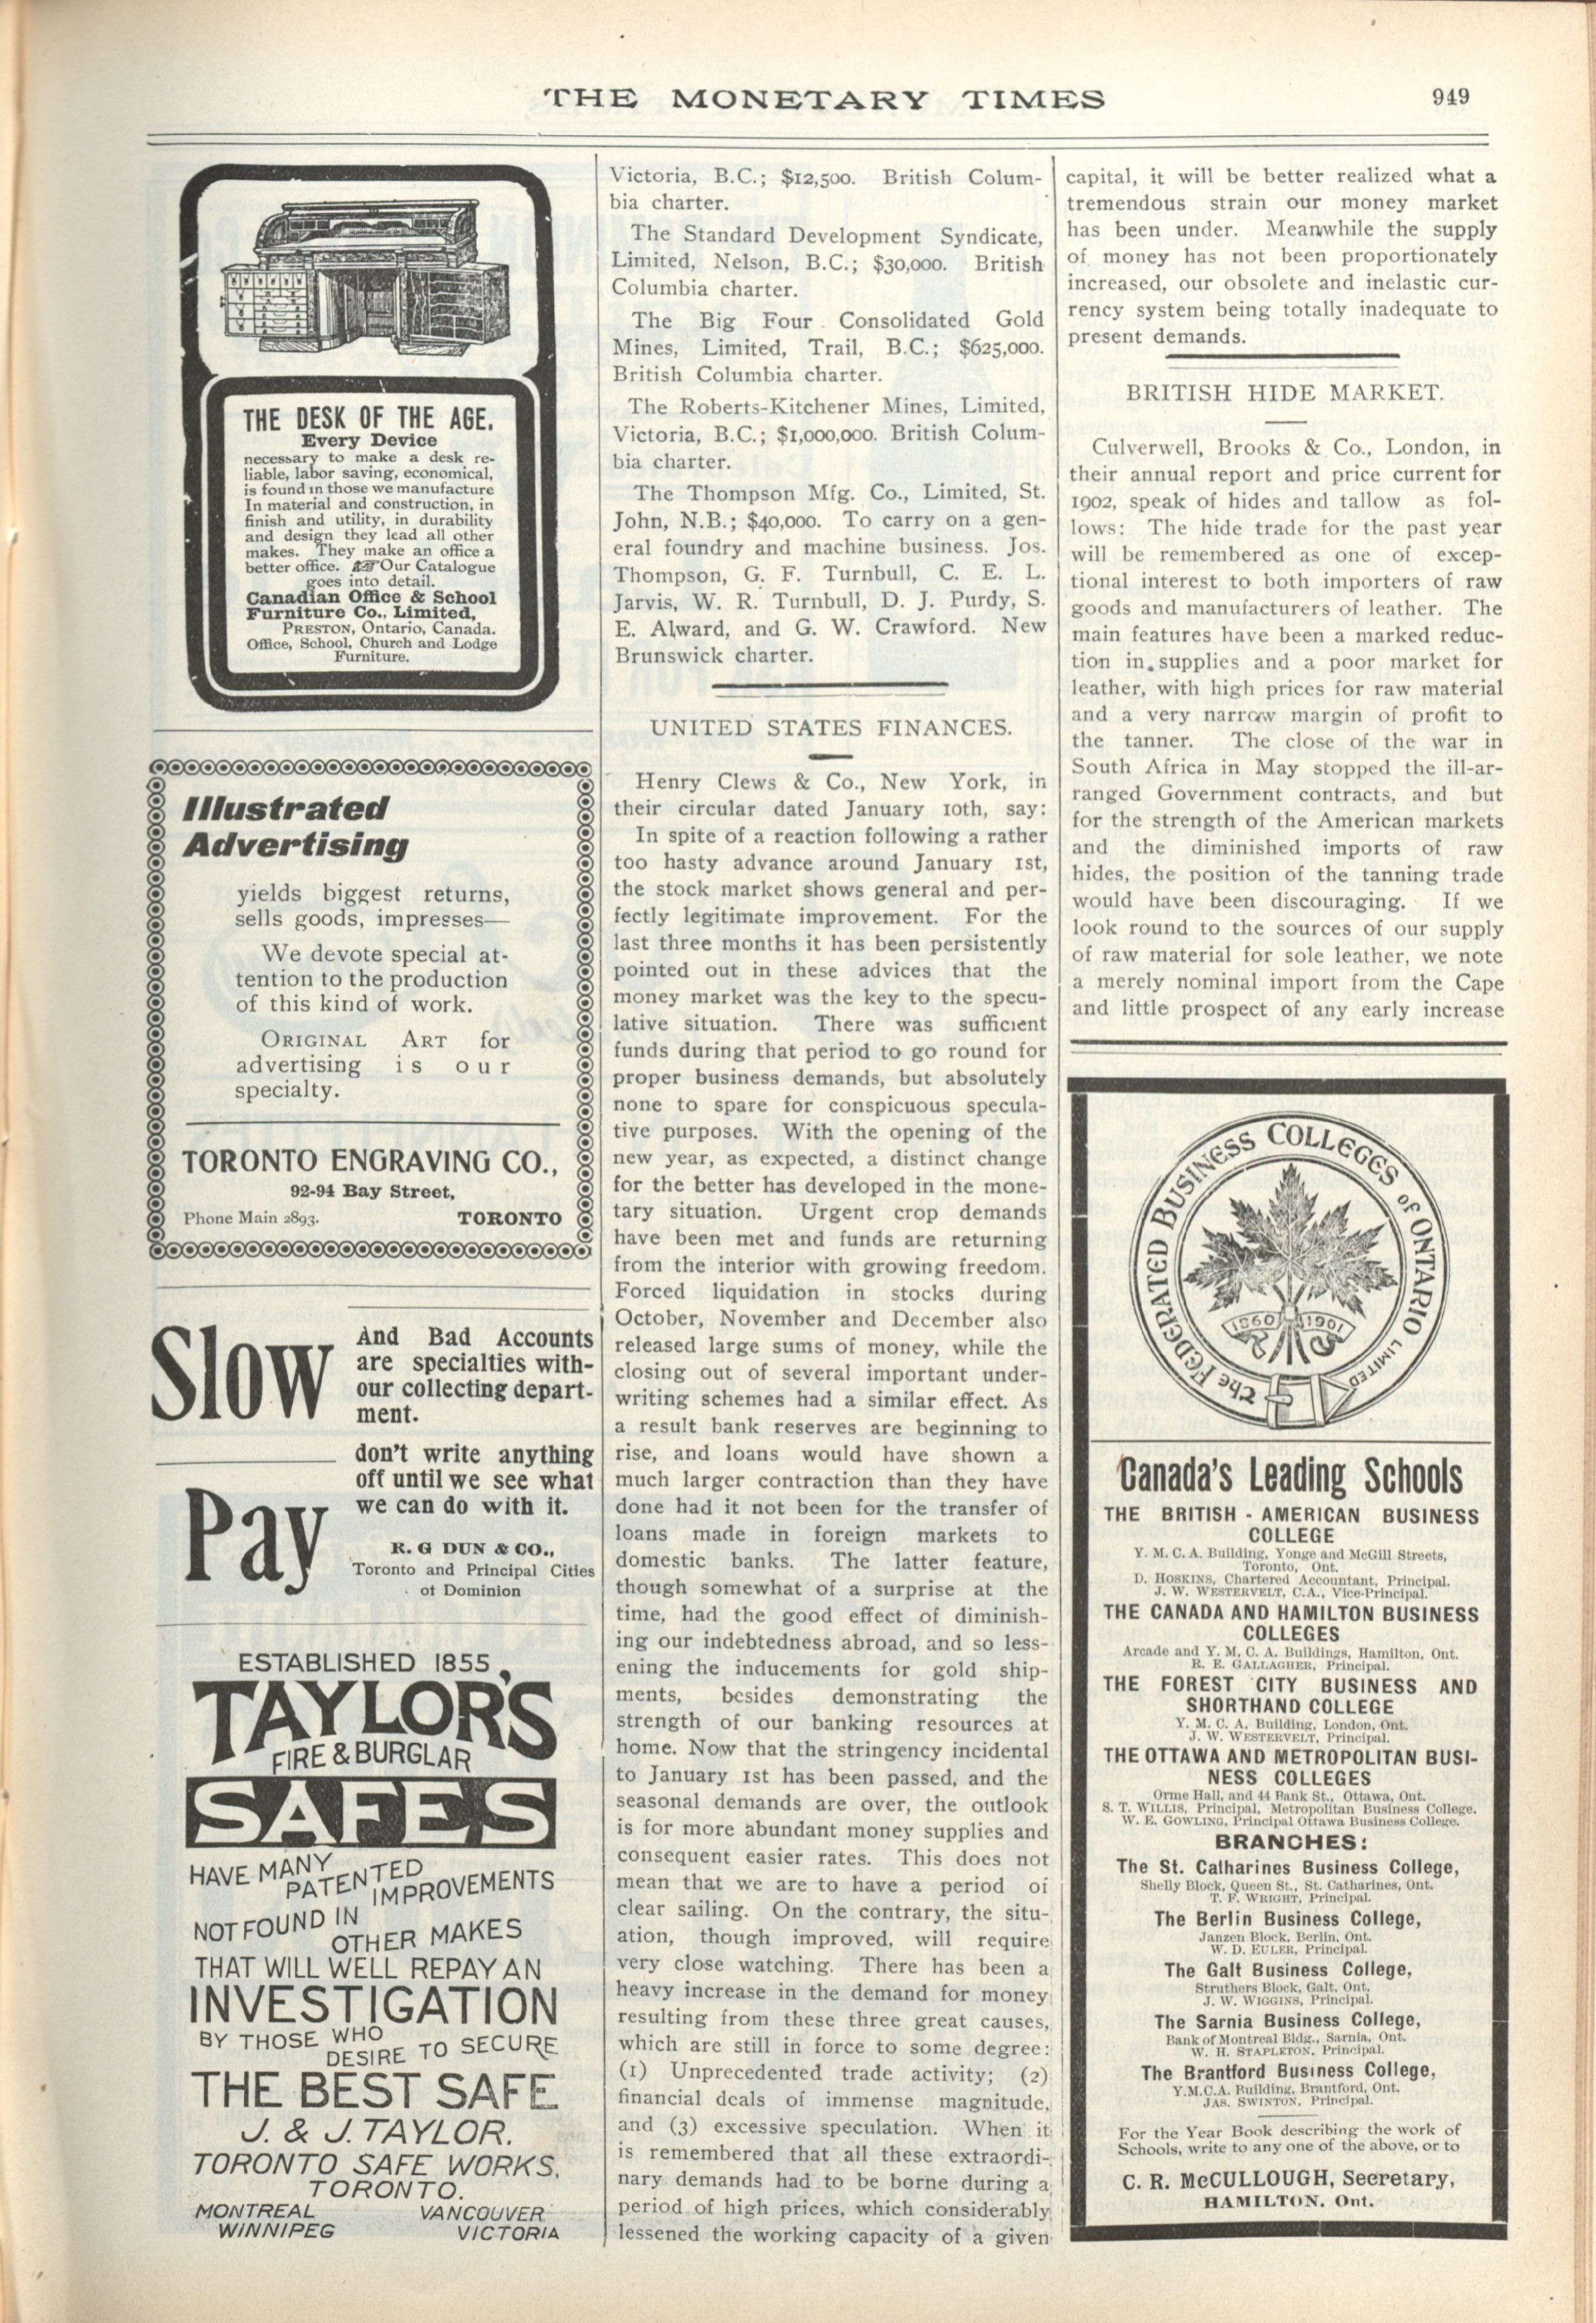 THE MONETARY TIMES
949
THE DESK OF THE AGE.
Every Device
necessary to make a desk re-
liable, labor saving, economical,
is found in those we manufacture
In material and construction, in
finish and utility, in durability
and design they lead all other
makes. They make an office a
better office. Our Catalogue
goes into detail.
Canadian Office & School
Furniture Co., Limited,
PRESTON, Ontario, Canada.
Office, School, Church and Lodge
Furniture.
Illustrated
Advertising
yields biggest returns,
sells goods, impresses—
We devote special at-
tention to the production
of this kind of work.
ORIGINAL ART for
advertising is our
specialty.
TORONTO ENGRAVING CO.,
92-94 Bay Street,
Phone Main 2893. TORONTO
Slow
And Bad Accounts
are specialties with-
our collecting depart-
ment.
Pay
don't write anything
off until we see what
we can do with it.
R. G DUN & CO.,
Toronto and Principal Cities
of Dominion
ESTABLISHED 1855
TAYLOR'S
FIRE & BURGLAR
SAFES
HAVE MANY
PATENTED
IMPROVEMENTS
NOT FOUND IN
OTHER MAKES
THAT WILL WELL REPAY AN
INVESTIGATION
BY THOSE WHO
DESIRE TO SECURE
THE BEST SAFE
J. & J. TAYLOR.
TORONTO SAFE WORKS,
TORONTO.
MONTREAL VANCOUVER
WINNIPEG VICTORIA
Victoria, B.C.; $12,500. British Colum-
bia charter.
The Standard Development Syndicate,
Limited, Nelson, B.C.; $30,000. British
Columbia charter.
The Big Four Consolidated Gold
Mines, Limited, Trail, B.C.; $625,000.
British Columbia charter.
The Roberts-Kitchener Mines, Limited,
Victoria, B.C.; $1,000,000. British Colum-
bia charter.
The Thompson Mfg. Co., Limited, St.
John, N.B.; $40,000. To carry on a gen-
eral foundry and machine business. Jos.
Thompson, G. F. Turnbull, C. E. L.
Jarvis, W. R. Turnbull, D. J. Purdy, S.
E. Alward, and G. W. Crawford. New
Brunswick charter.
UNITED STATES FINANCES.
Henry Clews & Co., New York, in
their circular dated January 10th, say:
In spite of a reaction following a rather
too hasty advance around January 1st,
the stock market shows general and per-
fectly legitimate improvement. For the
last three months it has been persistently
pointed out in these advices that the
money market was the key to the specu-
lative situation. There was sufficient
funds during that period to go round for
proper business demands, but absolutely
none to spare for conspicuous specula-
tive purposes. With the opening of the
new year, as expected, a distinct change
for the better has developed in the mone-
tary situation. Urgent crop demands
have been met and funds are returning
from the interior with growing freedom.
Forced liquidation in stocks during
October, November and December also
released large sums of money, while the
closing out of several important under-
writing schemes had a similar effect. As
a result bank reserves are beginning to
rise, and loans would have shown a
much larger contraction than they have
done had it not been for the transfer of
loans made in foreign markets to
domestic banks. The latter feature,
though somewhat of a surprise at the
time, had the good effect of diminish-
ing our indebtedness abroad, and so less-
ening the inducements for gold ship-
ments, besides demonstrating the
strength of our banking resources at
home. Now that the stringency incidental
to January 1st has been passed, and the
seasonal demands are over, the outlook
is for more abundant money supplies and
consequent easier rates. This does not
mean that we are to have a period of
clear sailing. On the contrary, the situ-
ation, though improved, will require
very close watching. There has been a
heavy increase in the demand for money
resulting from these three great causes,
which are still in force to some degree:
(1) Unprecedented trade activity; (2)
financial deals of immense magnitude,
and (3) excessive speculation. When it
is remembered that all these extraordi-
nary demands had to be borne during a
period of high prices, which considerably
lessened the working capacity of a given
capital, it will be better realized what a
tremendous strain our money market
has been under. Meanwhile the supply
of money has not been proportionately
increased, our obsolete and inelastic cur-
rency system being totally inadequate to
present demands.
BRITISH HIDE MARKET.
Culverwell, Brooks & Co., London, in
their annual report and price current for
1902, speak of hides and tallow as fol-
lows: The hide trade for the past year
will be remembered as one of excep-
tional interest to both importers of raw
goods and manufacturers of leather. The
main features have been a marked reduc-
tion in supplies and a poor market for
leather, with high prices for raw material
and a very narrow margin of profit to
the tanner. The close of the war in
South Africa in May stopped the ill-ar-
ranged Government contracts, and but
for the strength of the American markets
and the diminished imports of raw
hides, the position of the tanning trade
would have been discouraging. If we
look round to the sources of our supply
of raw material for sole leather, we note
a merely nominal import from the Cape
and little prospect of any early increase
The FEDERATED BUSINESS COLLEGES of ONTARIO LIMITED
1860 1901
Canada's Leading Schools
THE BRITISH - AMERICAN BUSINESS
COLLEGE
Y. M. C. A. Building, Yonge and McGill Streets,
Toronto, Ont.
D. HOSKINS, Chartered Accountant, Principal.
J. W. WESTERVELT, C.A., Vice-Principal.
THE CANADA AND HAMILTON BUSINESS
COLLEGES
Arcade and Y. M. C. A. Buildings, Hamilton, Ont.
R. E. GALLAGHER, Principal.
THE FOREST CITY BUSINESS AND
SHORTHAND COLLEGE
Y. M. C. A. Building, London, Ont.
J. W. WESTERVELT, Principal.
THE OTTAWA AND METROPOLITAN BUSI-
NESS COLLEGES
Orme Hall, and 44 Bank St., Ottawa, Ont.
S. T. WILLIS, Principal, Metropolitan Business College.
W. E. GOWLING, Principal Ottawa Business College.
BRANCHES:
The St. Catharines Business College,
Shelly Block, Queen St., St. Catharines, Ont.
T. F. WRIGHT, Principal.
The Berlin Business College,
Janzen Block, Berlin, Ont.
W. D. EULER, Principal.
The Galt Business College,
Struthers Block, Galt, Ont.
J. W. WIGGINS, Principal.
The Sarnia Business College,
Bank of Montreal Bldg., Sarnia, Ont.
W. H. STAPLETON, Principal.
The Brantford Business College,
Y.M.C.A. Building, Brantford, Ont.
JAS. SWINTON, Principal.
For the Year Book describing the work of
Schools, write to any one of the above, or to
C. R. McCULLOUGH, Secretary,
HAMILTON. Ont.